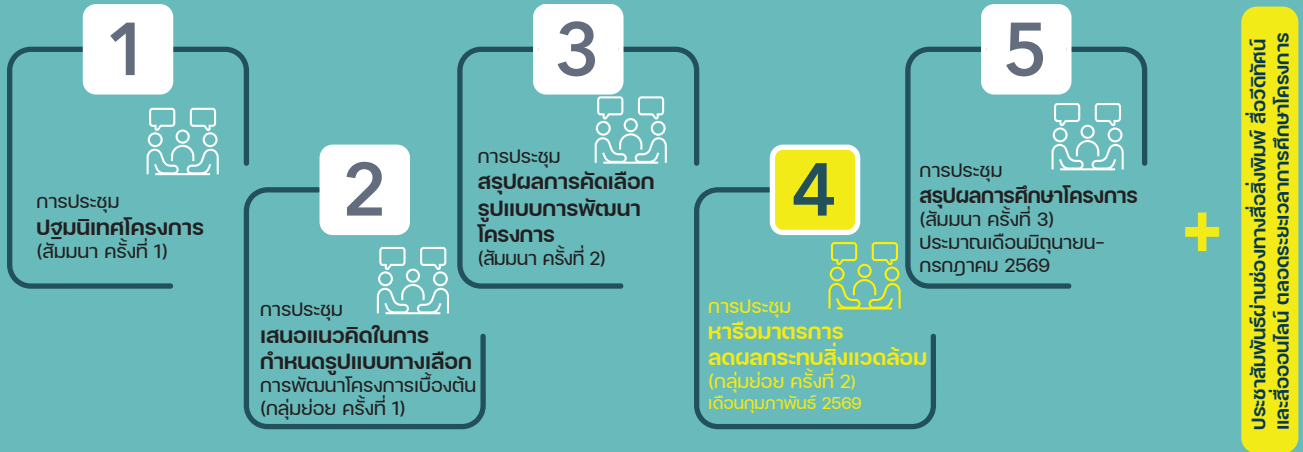 1
การประชุม
ปฐมนิเทศโครงการ
(สัมมนา ครั้งที่ 1)
2
การประชุม
เสนอแนวคิดในการ
กำหนดรูปแบบทางเลือก
การพัฒนาโครงการเบื้องต้น
(กลุ่มย่อย ครั้งที่ 1)
3
การประชุม
สรุปผลการคัดเลือก
รูปแบบการพัฒนา
โครงการ
(สัมมนา ครั้งที่ 2)
4
การประชุม
หารือมาตรการ
ลดผลกระทบสิ่งแวดล้อม
(กลุ่มย่อย ครั้งที่ 2)
เดือนกุมภาพันธ์ 2569
5
การประชุม
สรุปผลการศึกษาโครงการ
(สัมมนา ครั้งที่ 3)
ประมาณเดือนมิถุนายน-
กรกฎาคม 2569
+
ประชาสัมพันธ์ผ่านช่องทางสื่อสิ่งพิมพ์ สื่อวีดิทัศน์
และสื่อออนไลน์ ตลอดระยะเวลาการศึกษาโครงการ